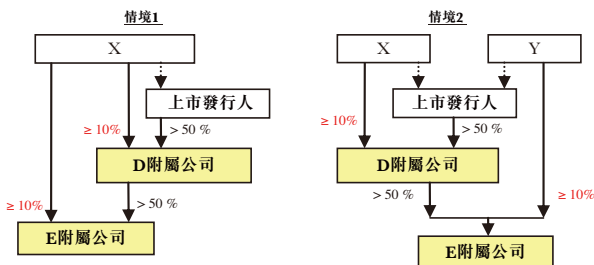 情境1
X
上市發行人
≥ 10%
> 50 %
D附屬公司
> 50 %
≥ 10%
E附屬公司
情境2
X
Y
上市發行人
≥ 10%
> 50 %
D附屬公司
> 50 %
≥ 10%
E附屬公司